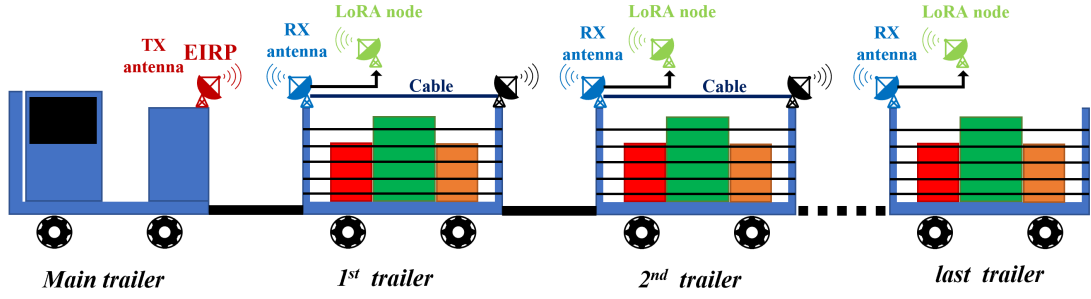 TX
antenna
EIRP
RX
antenna
LoRA node
Cable
RX
antenna
LoRA node
Cable
RX
antenna
LoRA node
Main trailer
1st trailer
2nd trailer
last trailer